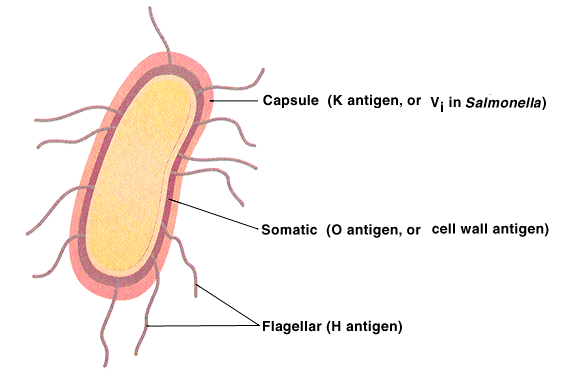 Capsule (K antigen, or Vi in Salmonella)
Somatic (O antigen, or cell wall antigen)
Flagellar (H antigen)